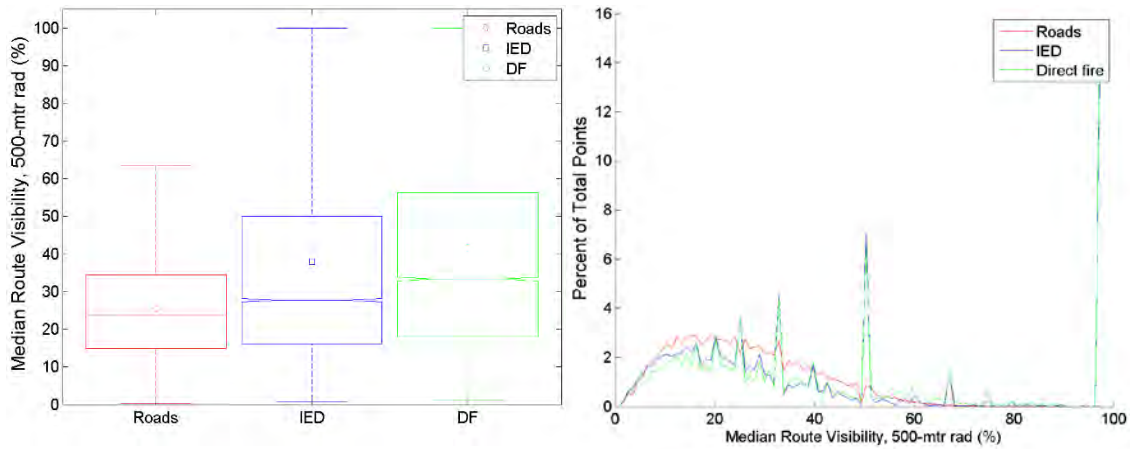 Median Route Visibility, 500-mtr rad (%)
100
90
80
70
60
50
40
30
20
10
0
Roads
IED
DF
Roads
IED
DF
Percent of Total Points
16
14
12
10
8
6
4
2
0
Roads
IED
Direct fire
0
20
40
60
80
100
Median Route Visibility, 500-mtr rad (%)